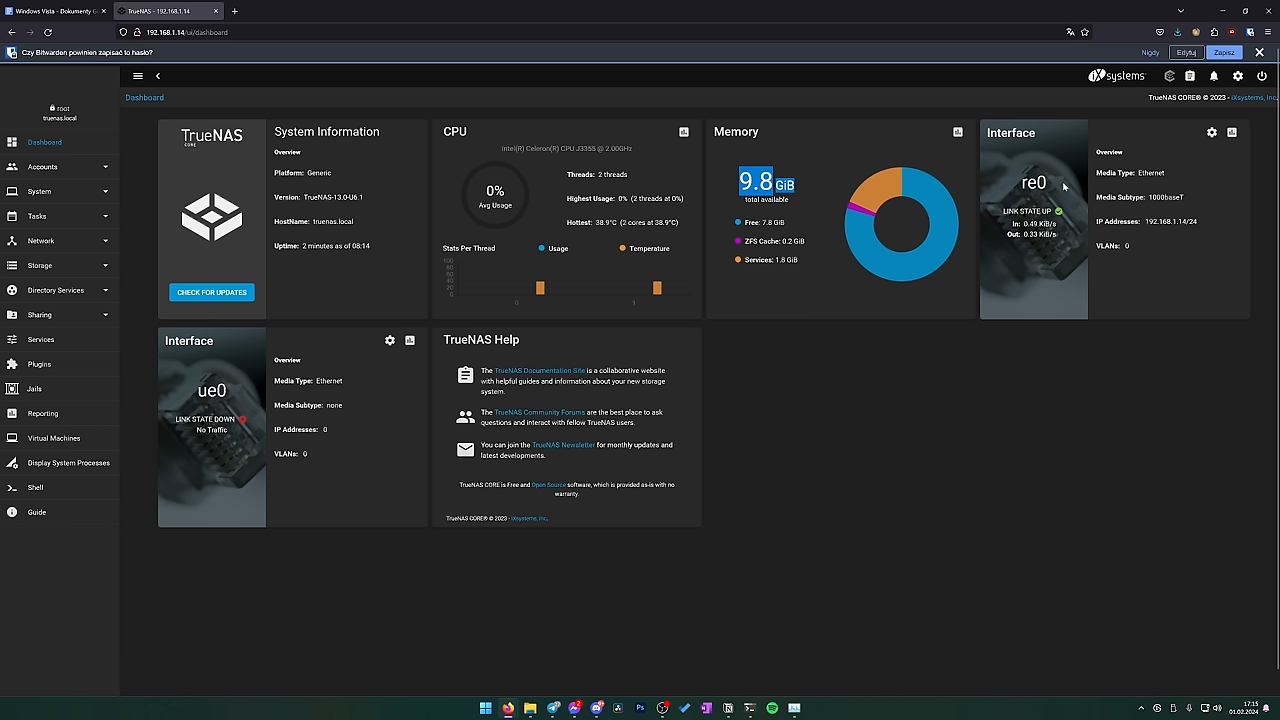 Windows Vista - Dokumenty G
TrueNAS - 192.168.1.14
192.168.1.14/ui/dashboard
Czy Bitwarden powinien zapisać to hasło?
Nigdy
Edytuj
Zapisz
iXsystems
root
truenas.local
Dashboard
TrueNAS CORE® © 2023 - iXsystems, Inc.
Dashboard
Accounts
System
Tasks
Network
Storage
Directory Services
Sharing
Services
Plugins
Jails
Reporting
Virtual Machines
Display System Processes
Shell
Guide
TrueNAS
CORE
CHECK FOR UPDATES
System Information
Overview
Platform: Generic
Version: TrueNAS-13.0-U6.1
HostName: truenas.local
Uptime: 2 minutes as of 08:14
CPU
Intel(R) Celeron(R) CPU J3355 @ 2.00GHz
0%
Avg Usage
Threads: 2 threads
Highest Usage: 0% (2 threads at 0%)
Hottest: 38.9°C (2 cores at 38.9°C)
Stats Per Thread
Usage
Temperature
100
80
60
40
20
0
0
1
Memory
9.8 GiB
total available
Free: 7.8 GiB
ZFS Cache: 0.2 GiB
Services: 1.8 GiB
Interface
re0
LINK STATE UP
In: 0.49 KiB/s
Out: 0.33 KiB/s
Overview
Media Type: Ethernet
Media Subtype: 1000baseT
IP Addresses: 192.168.1.14/24
VLANs: 0
Interface
ue0
LINK STATE DOWN
No Traffic
Overview
Media Type: Ethernet
Media Subtype: none
IP Addresses: 0
VLANs: 0
TrueNAS Help
The TrueNAS Documentation Site is a collaborative website
with helpful guides and information about your new storage
system.
The TrueNAS Community Forums are the best place to ask
questions and interact with fellow TrueNAS users.
You can join the TrueNAS Newsletter for monthly updates and
latest developments.
TrueNAS CORE is Free and Open Source software, which is provided as-is with no
warranty.
TrueNAS CORE® © 2023 - iXsystems, Inc.
17:15
01.02.2024